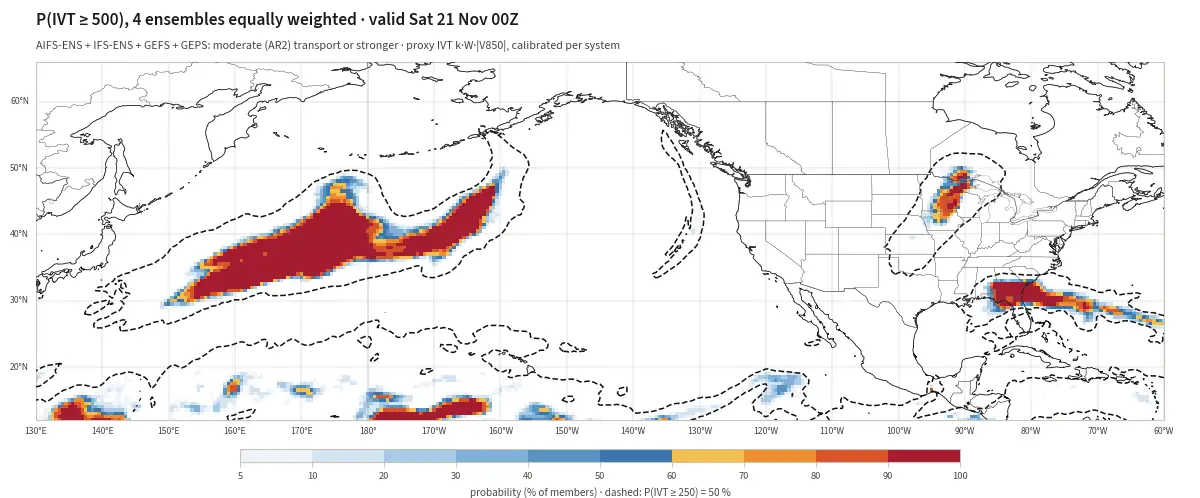 P(IVT ≥ 500), 4 ensembles equally weighted · valid Sat 21 Nov 00Z
AIFS-ENS + IFS-ENS + GEFS + GEPS: moderate (AR2) transport or stronger · proxy IVT k·W·|V850|, calibrated per system
60°N
50°N
40°N
30°N
20°N
130°E 140°E 150°E 160°E 170°E 180° 170°W 160°W 150°W 140°W 130°W 120°W 110°W 100°W 90°W 80°W 70°W 60°W
5 10 20 30 40 50 60 70 80 90 100
probability (% of members) · dashed: P(IVT ≥ 250) = 50 %